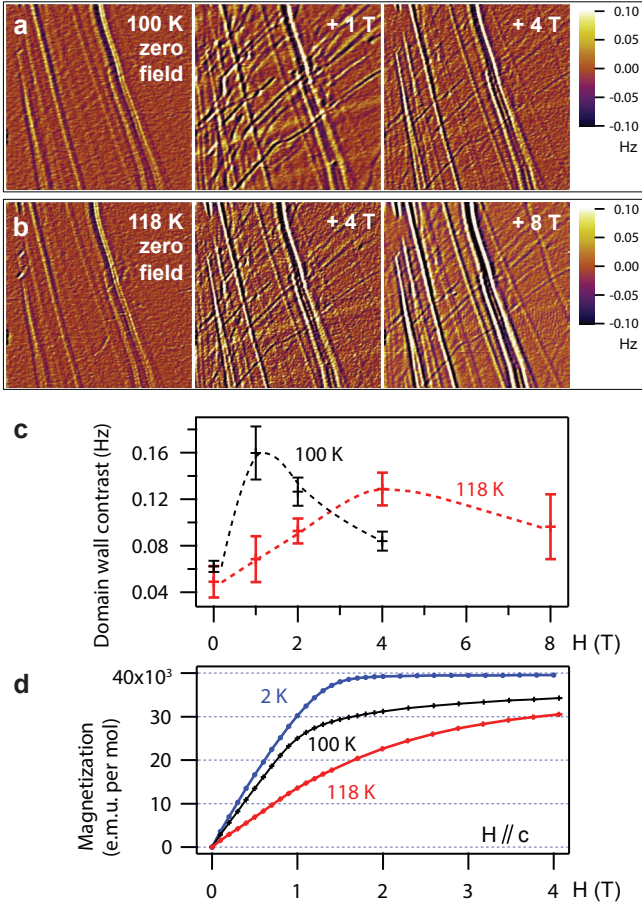 a
100 K
zero
field
+ 1 T
+ 4 T
0.10
0.05
0.00
-0.05
-0.10
Hz
b
118 K
zero
field
+ 4 T
+ 8 T
0.10
0.05
0.00
-0.05
-0.10
Hz
c
Domain wall contrast (Hz)
0.16
0.12
0.08
0.04
100 K
118 K
0
2
4
6
8
H (T)
d
Magnetization
(e.m.u. per mol)
40x10³
30
20
10
0
2 K
100 K
118 K
H // c
0
1
2
3
4
H (T)